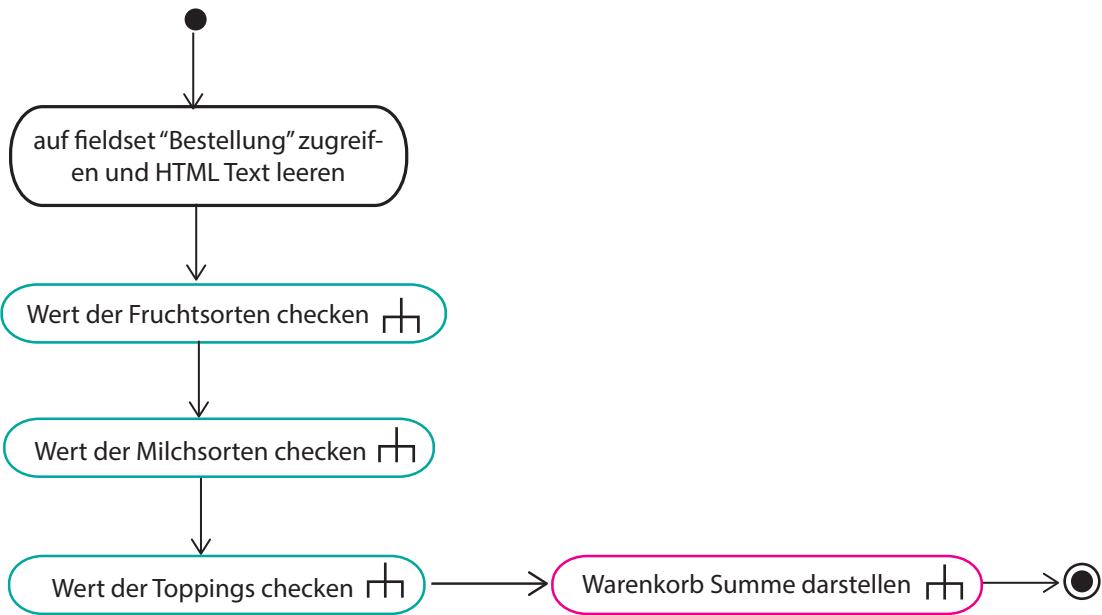 auf fieldset “Bestellung” zugreif-
en und HTML Text leeren
Wert der Fruchtsorten checken
Wert der Milchsorten checken
Wert der Toppings checken
Warenkorb Summe darstellen